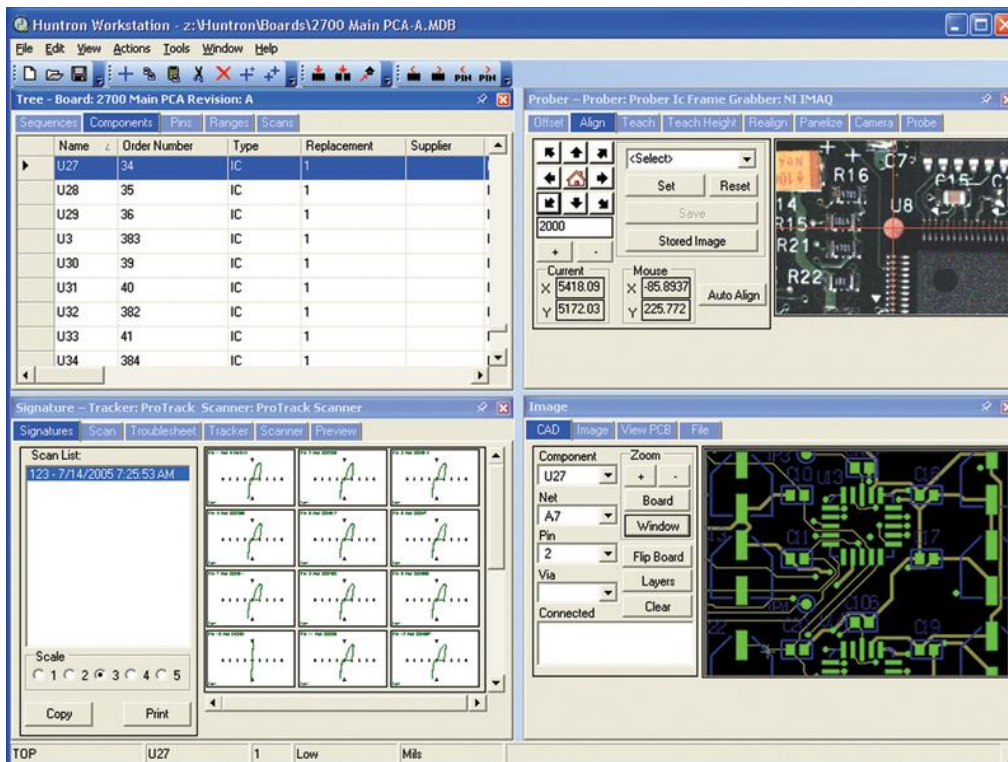 Huntron Workstation - z:\Huntron\Boards\2700 Main PCA-A.MDB
File Edit View Actions Tools Window Help
PIN PIN
Tree - Board: 2700 Main PCA Revision: A
Sequences Components Pins Ranges Scans
Name Order Number Type Replacement Supplier
U27 34 IC 1
U28 35 IC 1
U29 36 IC 1
U3 383 IC 1
U30 39 IC 1
U31 40 IC 1
U32 382 IC 1
U33 41 IC 1
U34 384 IC 1
Prober – Prober: Prober Ic Frame Grabber: NI IMAQ
Offset Align Teach Teach Height Realign Panelize Camera Probe
<Select>
Set Reset
Save
Stored Image
2000
+ -
Current Mouse
X 5418.09 X -85.8937
Y 5172.03 Y 225.772
Auto Align
C7
R16
C15
U8
R15
R21
R22
Signature – Tracker: ProTrack Scanner: ProTrack Scanner
Signatures Scan Troublesheet Tracker Scanner Preview
Scan List:
123 - 7/14/2005 7:25:53 AM
Scale
1 2 3 4 5
Copy Print
Image
CAD Image View PCB File
Component Zoom
U27 + -
Net Board
A7 Window
Pin
2 Flip Board
Via Layers
Clear
Connected
TP3 C10 U13 C16
C11 C17
C106
C19
TOP U27 1 Low Mils